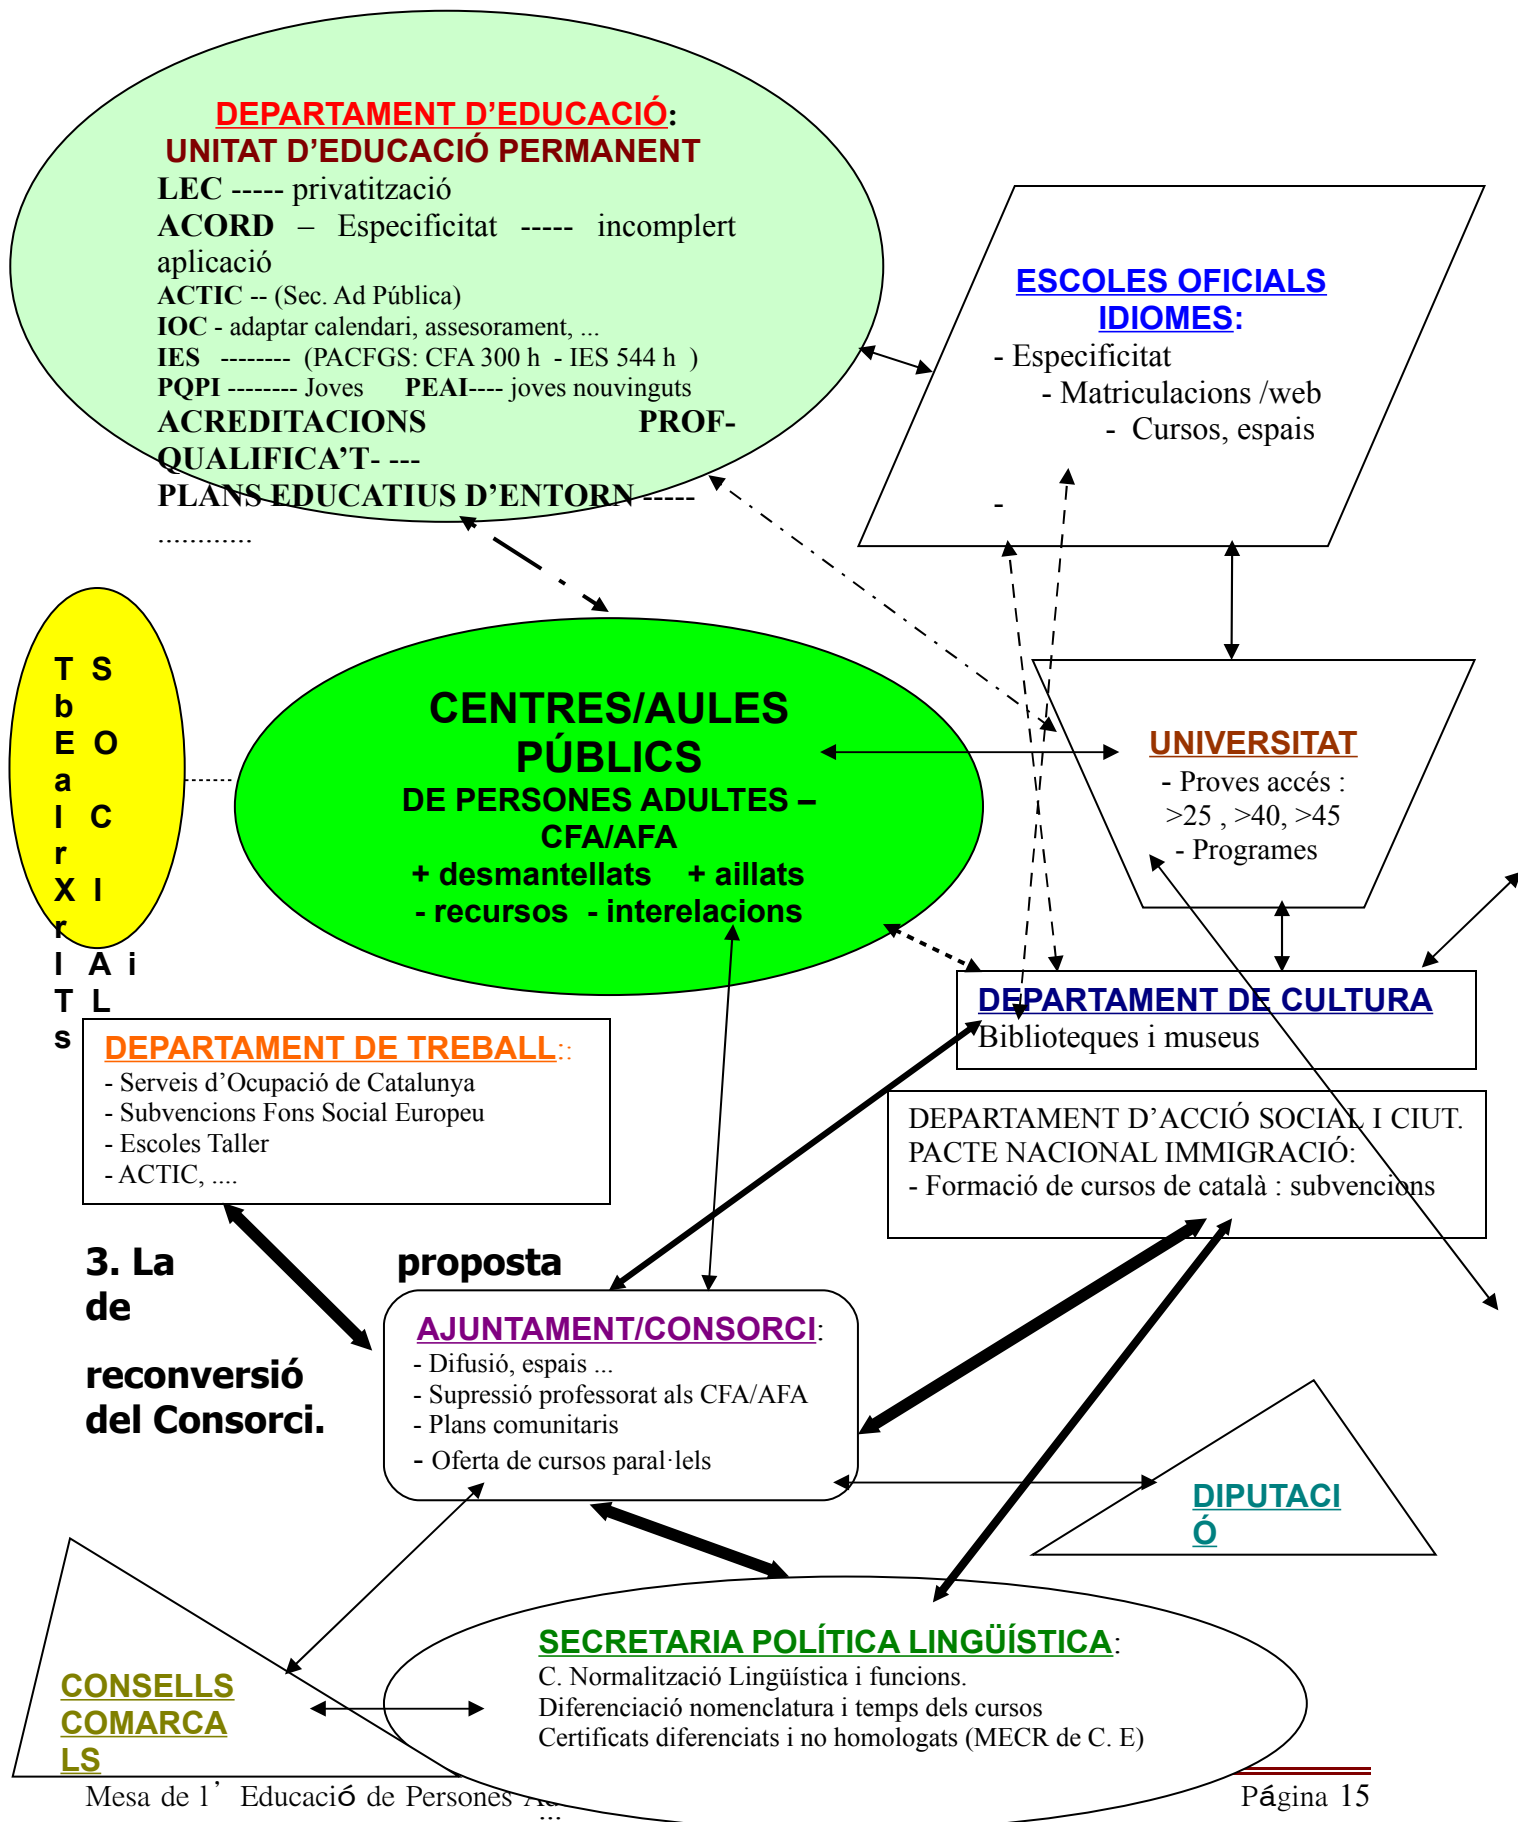 DEPARTAMENT D’EDUCACIÓ:
UNITAT D’EDUCACIÓ PERMANENT
LEC ----- privatització
ACORD – Especificitat ----- incomplert
aplicació
ACTIC -- (Sec. Ad Pública)
IOC - adaptar calendari, assesorament, ...
IES -------- (PACFGS: CFA 300 h - IES 544 h )
PQPI -------- Joves PEAI---- joves nouvinguts
ACREDITACIONS PROF-
QUALIFICA’T- ---
PLANS EDUCATIUS D’ENTORN -----
............
ESCOLES OFICIALS
IDIOMES:
- Especificitat
- Matriculacions /web
- Cursos, espais
-
T S
b
E O
a
l C
r
X I
r
I A i
T L
s
CENTRES/AULES
PÚBLICS
DE PERSONES ADULTES –
CFA/AFA
+ desmantellats + aillats
- recursos - interelacions
UNIVERSITAT
- Proves accés :
>25 , >40, >45
- Programes
DEPARTAMENT DE CULTURA
Biblioteques i museus
DEPARTAMENT DE TREBALL::
- Serveis d’Ocupació de Catalunya
- Subvencions Fons Social Europeu
- Escoles Taller
- ACTIC, ....
DEPARTAMENT D’ACCIÓ SOCIAL I CIUT.
PACTE NACIONAL IMMIGRACIÓ:
- Formació de cursos de català : subvencions
3. La proposta
de
reconversió
del Consorci.
AJUNTAMENT/CONSORCI:
- Difusió, espais ...
- Supressió professorat als CFA/AFA
- Plans comunitaris
- Oferta de cursos paral·lels
DIPUTACI
Ó
CONSELLS
COMARCA
LS
SECRETARIA POLÍTICA LINGÜÍSTICA:
C. Normalització Lingüística i funcions.
Diferenciació nomenclatura i temps dels cursos
Certificats diferenciats i no homologats (MECR de C. E)
...
Mesa de l’ Educació de Persones
Página 15